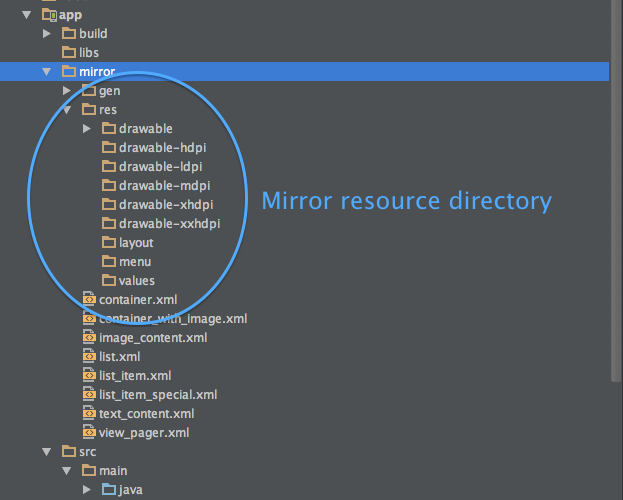 app
build
libs
mirror
gen
res
drawable
drawable-hdpi
drawable-ldpi
drawable-mdpi
drawable-xhdpi
Mirror resource directory
drawable-xxhdpi
layout
menu
values
container.xml
container_with_image.xml
image_content.xml
list.xml
list_item.xml
list_item_special.xml
text_content.xml
view_pager.xml
src
main
java